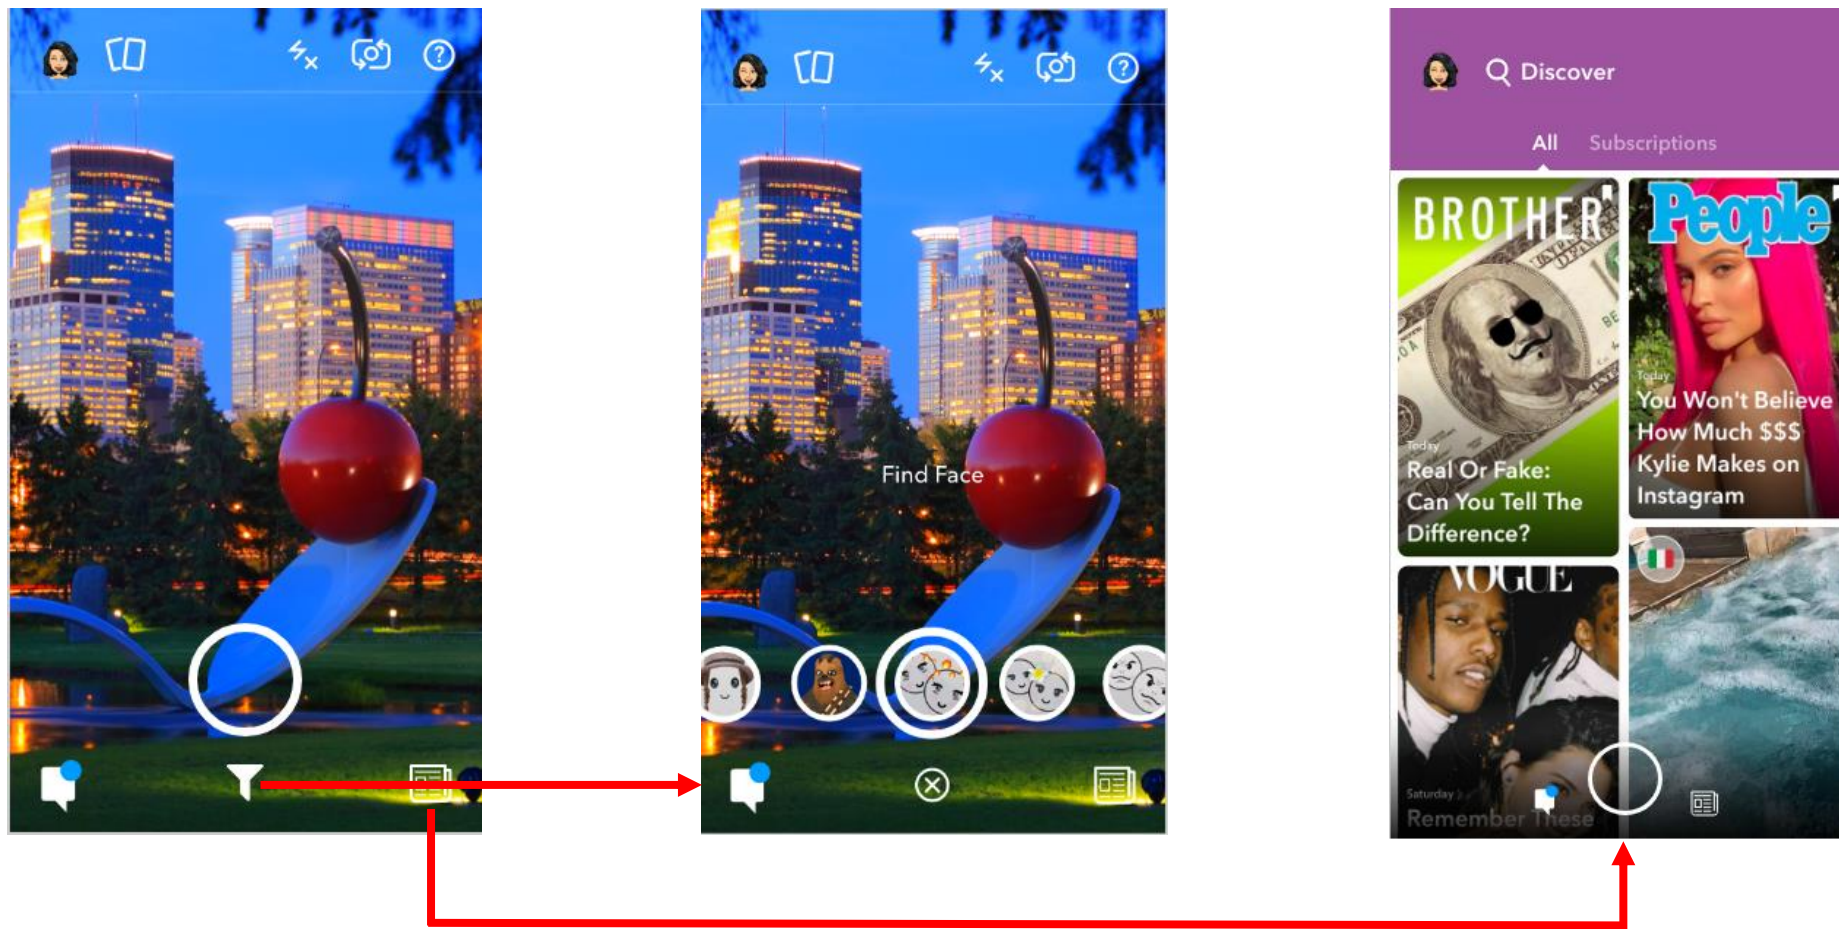 Find Face
Discover
All
Subscriptions
BROTHER
Today
Real Or Fake:
Can You Tell The
Difference?
People
Today
You Won't Believe
How Much $$$
Kylie Makes on
Instagram
VOGUE
Saturday
Remember These